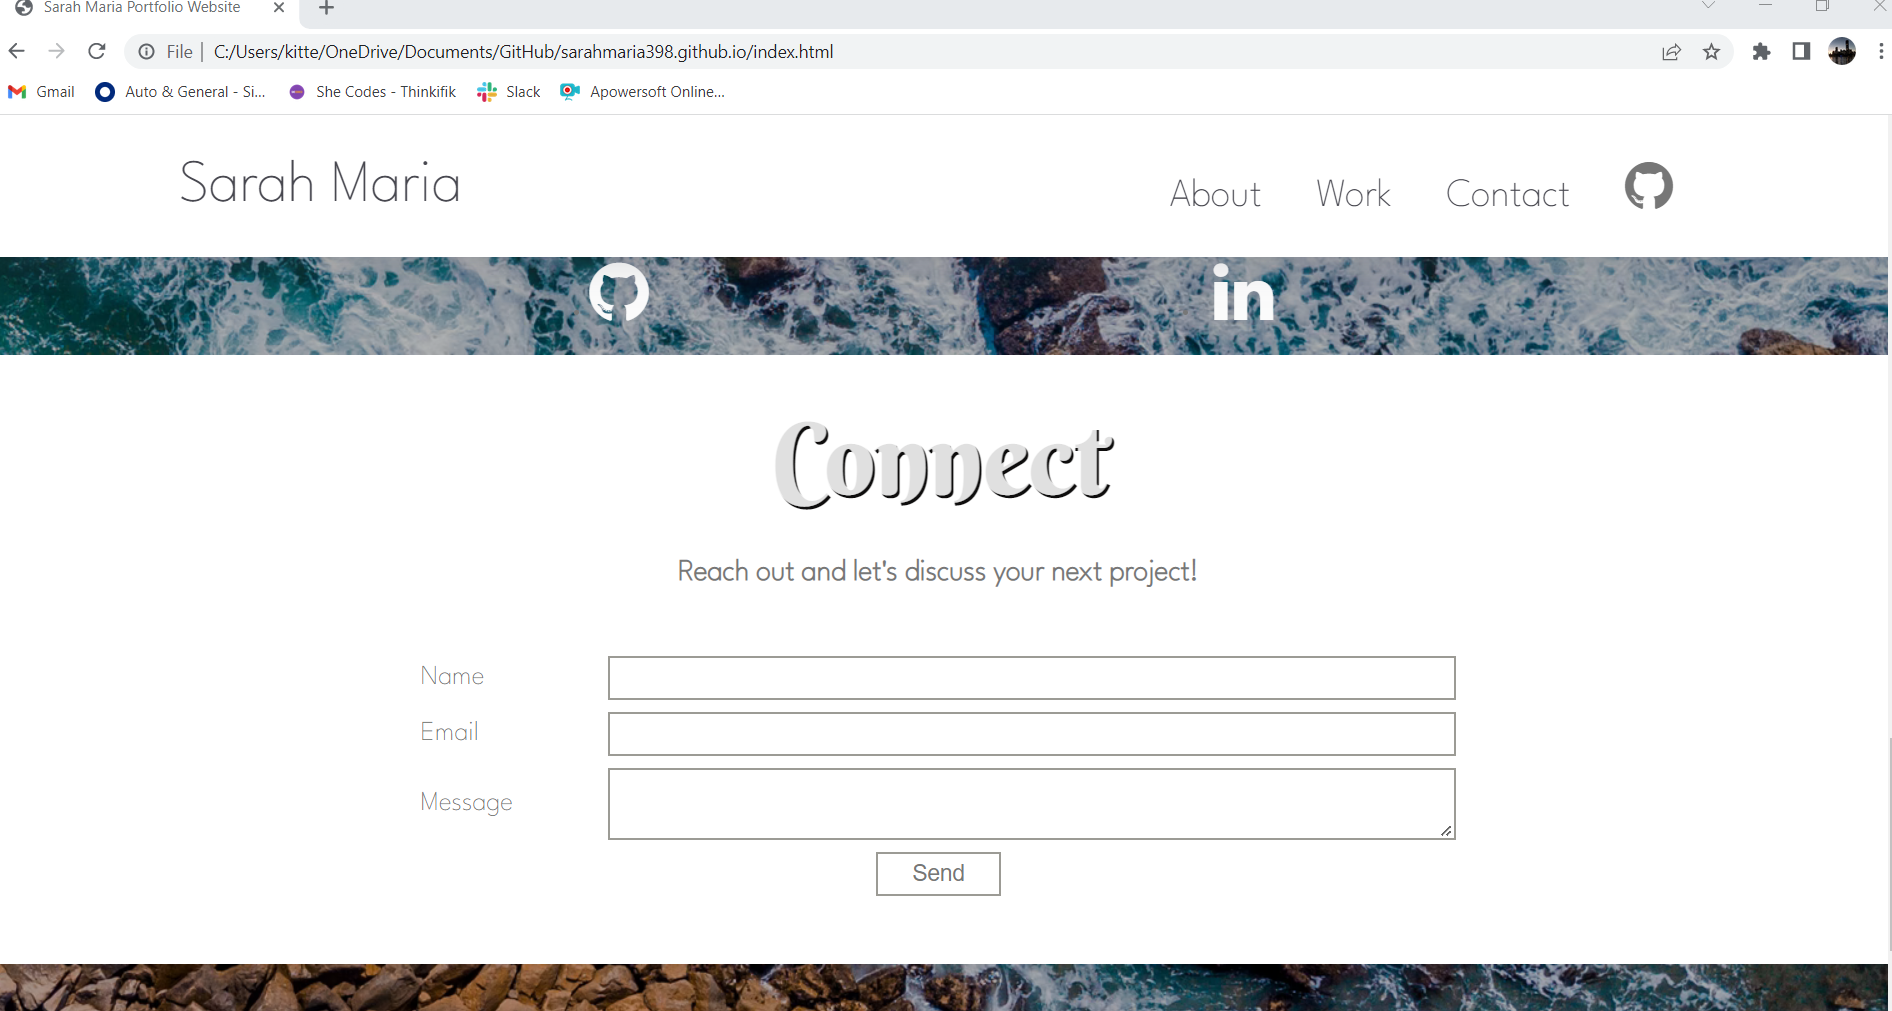 Sarah Maria Portfolio Website
File | C:/Users/kitte/OneDrive/Documents/GitHub/sarahmaria398.github.io/index.html
Gmail Auto & General - Si... She Codes - Thinkifik Slack Apowersoft Online...
Sarah Maria About Work Contact
in
Connect
Reach out and let's discuss your next project!
Name
Email
Message
Send